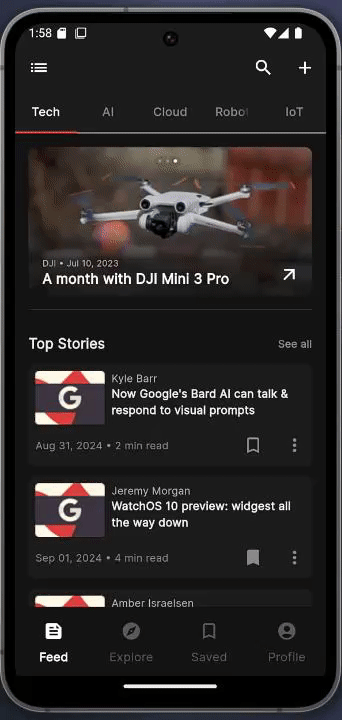 1:58
Tech AI Cloud Robot IoT
DJI • Jul 10, 2023
A month with DJI Mini 3 Pro
Top Stories See all
G
Kyle Barr
Now Google's Bard AI can talk &
respond to visual prompts
Aug 31, 2024 • 2 min read
G
Jeremy Morgan
WatchOS 10 preview: widgest all
the way down
Sep 01, 2024 • 4 min read
Amber Israelsen
Feed Explore Saved Profile